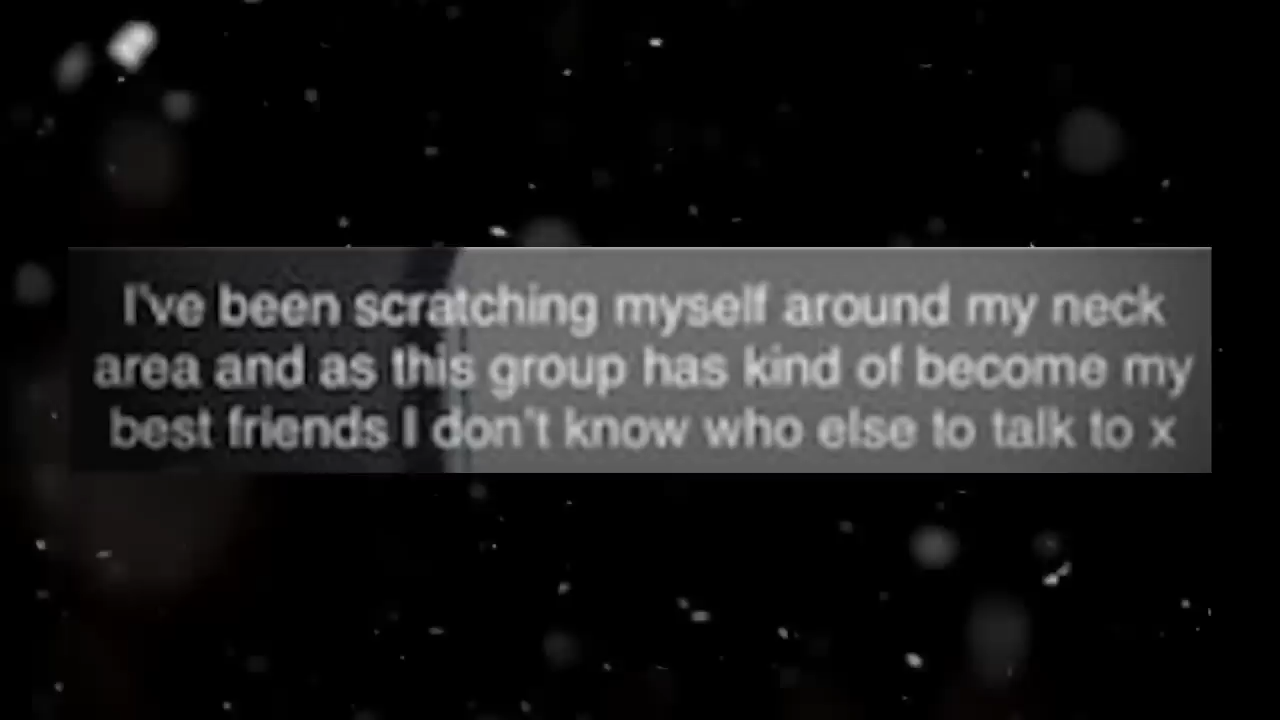 I've been scratching myself around my neck
area and as this group has kind of become my
best friends I don't know who else to talk to x